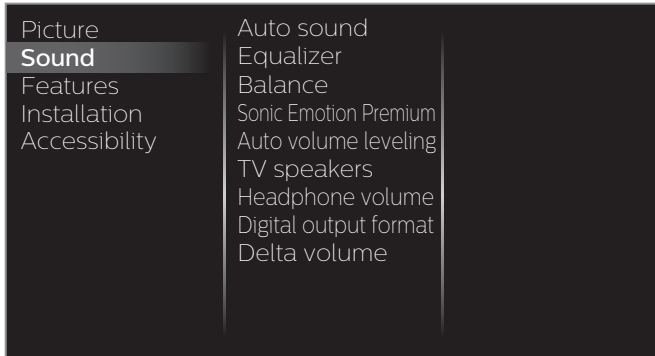 Picture
Sound
Features
Installation
Accessibility
Auto sound
Equalizer
Balance
Sonic Emotion Premium
Auto volume leveling
TV speakers
Headphone volume
Digital output format
Delta volume